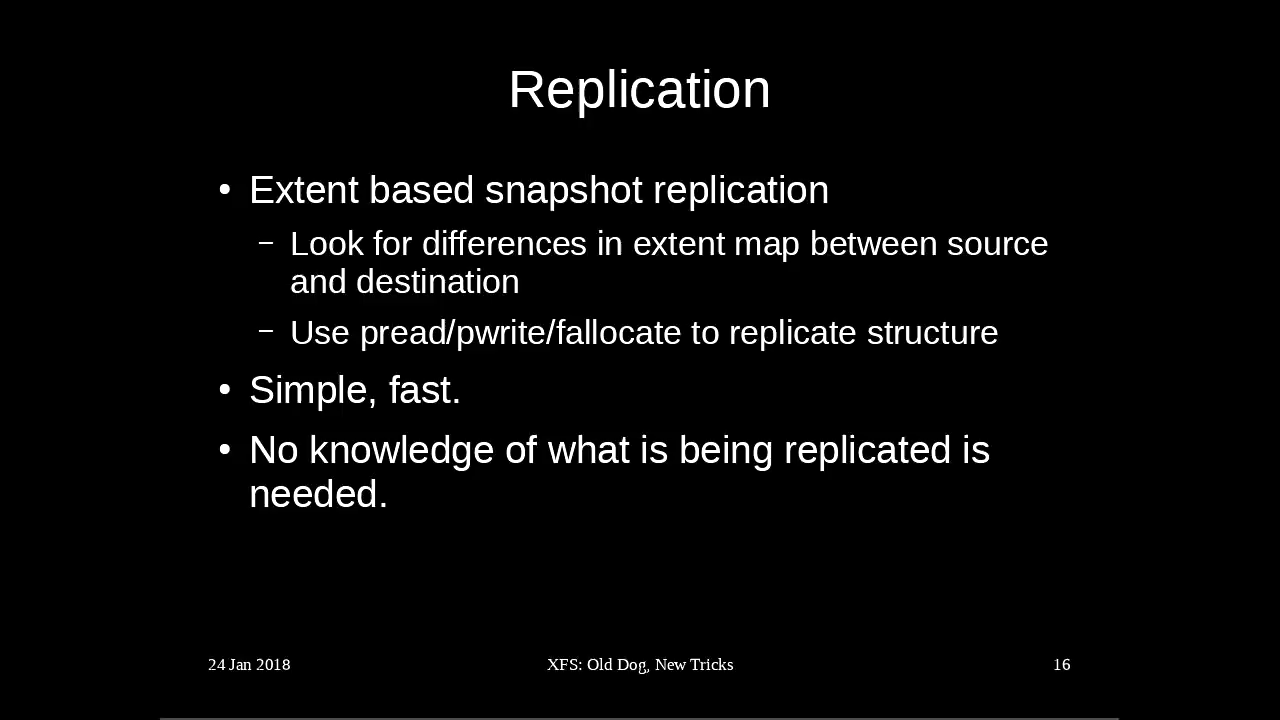 Replication
• Extent based snapshot replication
– Look for differences in extent map between source
and destination
– Use pread/pwrite/fallocate to replicate structure
• Simple, fast.
• No knowledge of what is being replicated is
needed.
24 Jan 2018
XFS: Old Dog, New Tricks
16